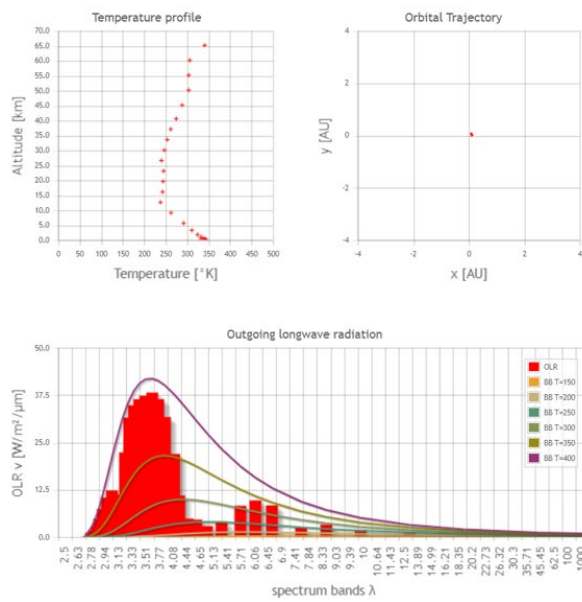 Temperature profile
70.0
65.0
60.0
55.0
50.0
45.0
40.0
35.0
30.0
25.0
20.0
15.0
10.0
5.0
0.0
Altitude [km]
0 50 100 150 200 250 300 350 400 450 500
Temperature [°K]
Orbital Trajectory
4
2
0
-2
-4
y [AU]
-4 -2 0 2 4
x [AU]
Outgoing longwave radiation
50.0
37.5
25.0
12.5
0.0
OLR v [W/m²/µm]
OLR
BB T=150
BB T=200
BB T=250
BB T=300
BB T=350
BB T=400
2.5 2.63 2.78 2.94 3.13 3.33 3.51 3.77 4.08 4.44 4.65 5.13 5.41 5.71 6.06 6.45 6.9 7.41 7.84 8.33 9.03 9.39 10 10.64 11.43 12.5 13.89 14.99 16.21 18.35 20.2 22.73 26.32 30.3 35.71 45.45 62.5 100 1000
spectrum bands λ